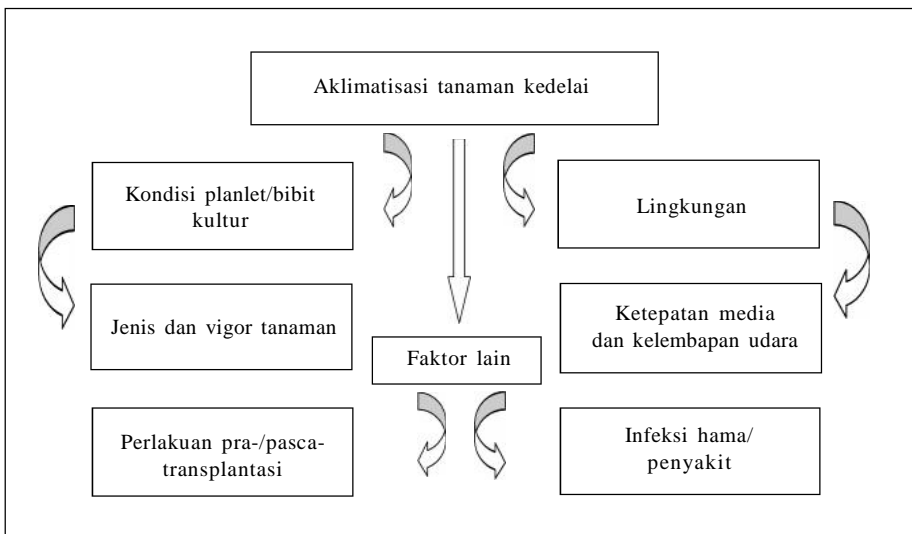 Aklimatisasi tanaman kedelai
Kondisi planlet/bibit
kultur
Lingkungan
Jenis dan vigor tanaman
Ketepatan media
dan kelembapan udara
Faktor lain
Perlakuan pra-/pasca-
transplantasi
Infeksi hama/
penyakit